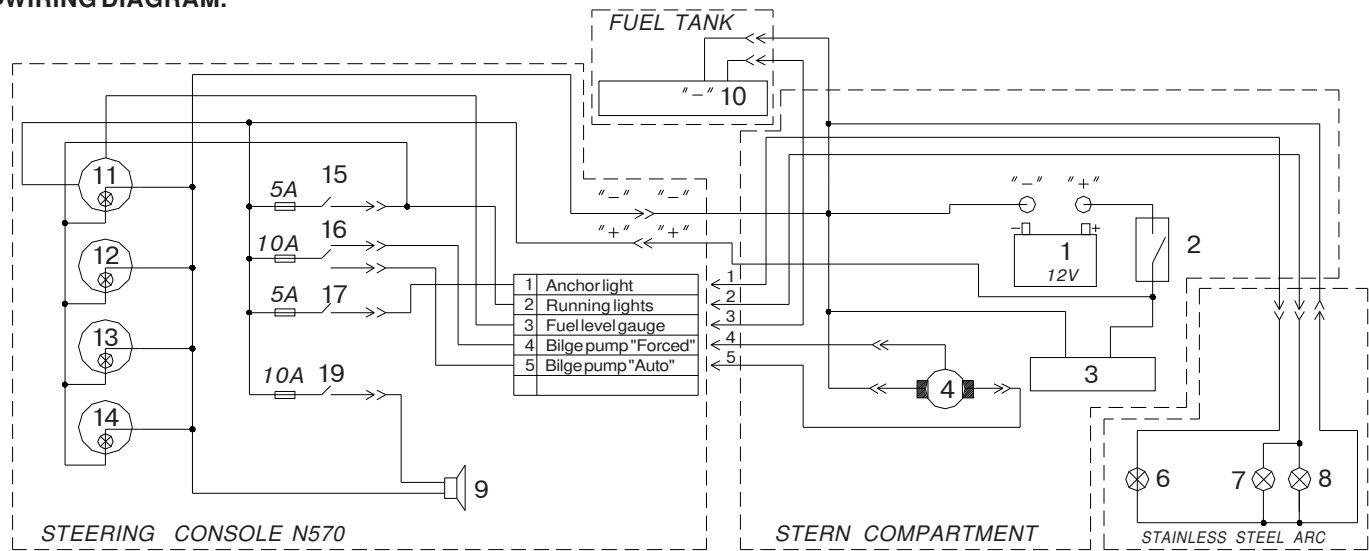 WIRING DIAGRAM:
FUEL TANK
"–" 10
11
12
13
14
5A 15
10A 16
5A 17
10A 19
9
"–" "–"
"+" "+"
1 Anchor light
2 Running lights
3 Fuel level gauge
4 Bilge pump "Forced"
5 Bilge pump "Auto"
1
2
3
4
5
"–" "+"
– +
1
12V
2
3
4
6
7
8
STEERING CONSOLE N570
STERN COMPARTMENT
STAINLESS STEEL ARC